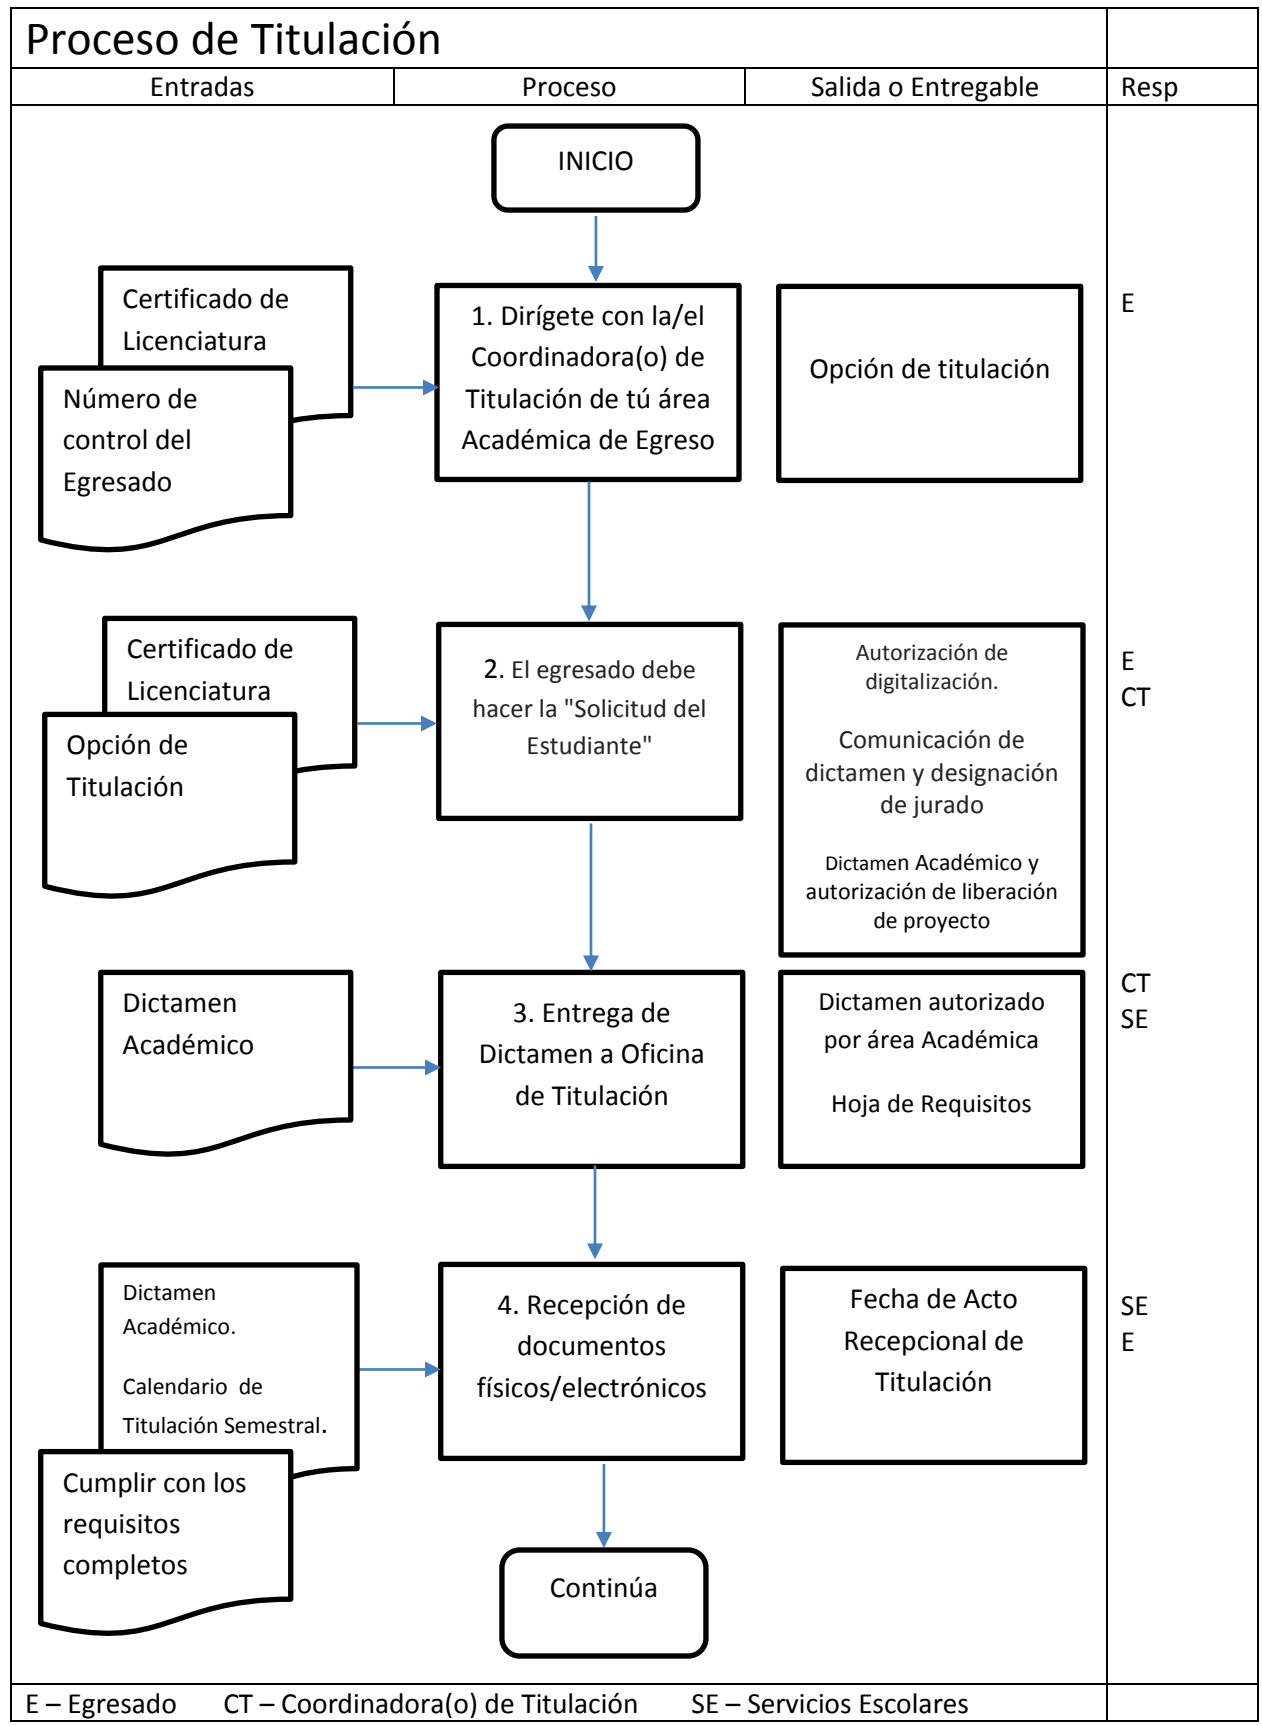 Proceso de Titulación
Entradas
Proceso
Salida o Entregable
Resp
INICIO
Certificado de
Licenciatura
Número de
control del
Egresado
1. Dirígete con la/el
Coordinadora(o) de
Titulación de tú área
Académica de Egreso
Opción de titulación
E
Certificado de
Licenciatura
Opción de
Titulación
2. El egresado debe
hacer la "Solicitud del
Estudiante"
Autorización de
digitalización.
Comunicación de
dictamen y designación
de jurado
Dictamen Académico y
autorización de liberación
de proyecto
E
CT
Dictamen
Académico
3. Entrega de
Dictamen a Oficina
de Titulación
Dictamen autorizado
por área Académica
Hoja de Requisitos
CT
SE
Dictamen
Académico.
Calendario de
Titulación Semestral.
Cumplir con los
requisitos
completos
4. Recepción de
documentos
físicos/electrónicos
Fecha de Acto
Recepcional de
Titulación
SE
E
Continúa
E – Egresado CT – Coordinadora(o) de Titulación SE – Servicios Escolares